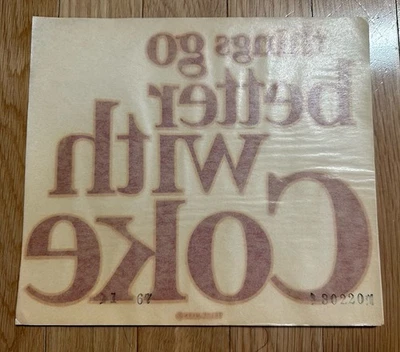 things go
better
with
Coke